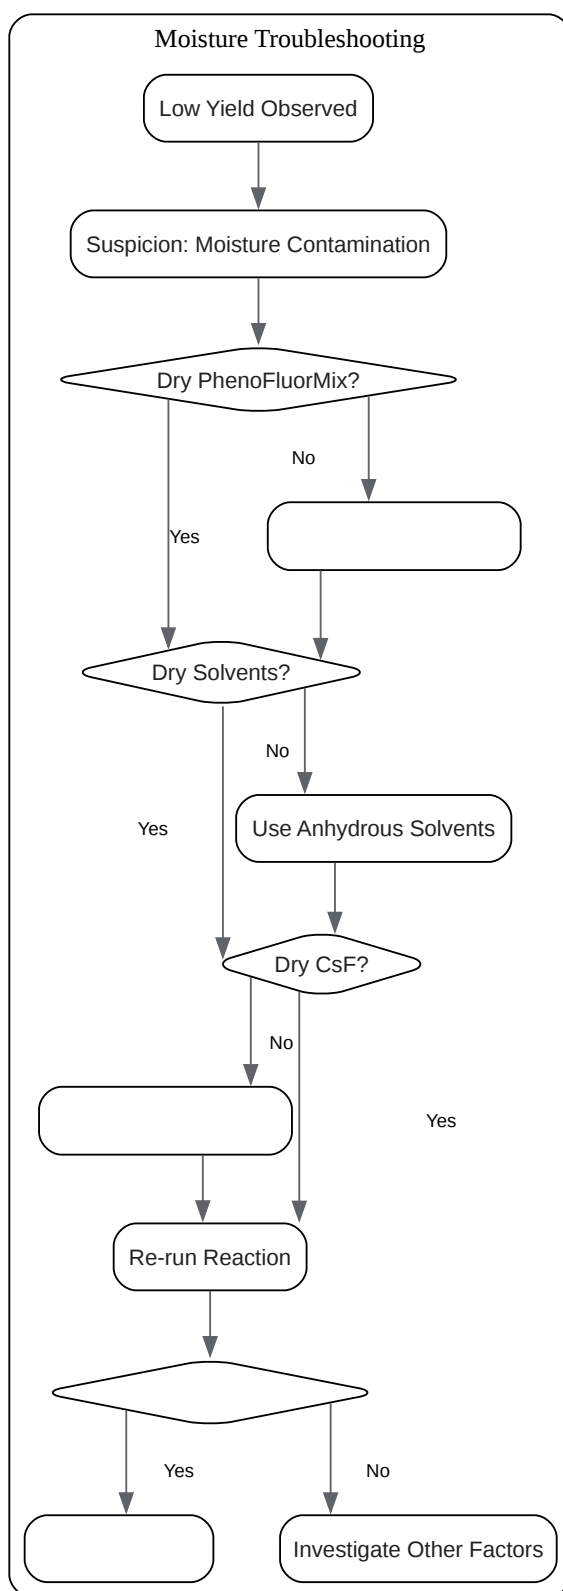 Moisture Troubleshooting
Low Yield Observed
Suspicion: Moisture Contamination
Dry PhenoFluorMix?
No
Yes
Dry Solvents?
No
Use Anhydrous Solvents
Yes
Dry CsF?
No
Yes
Re-run Reaction
Yes
No
Investigate Other Factors